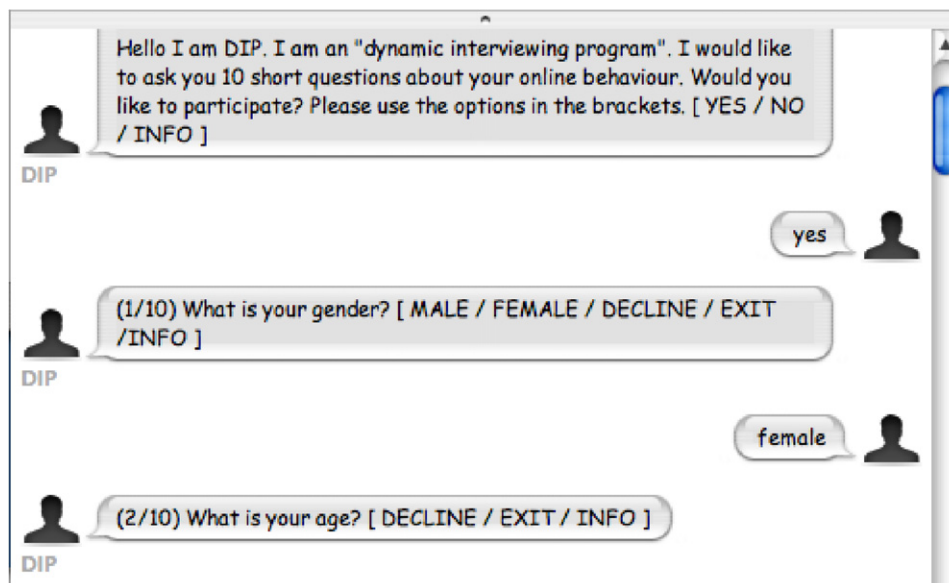 Hello I am DIP. I am an "dynamic interviewing program". I would like
to ask you 10 short questions about your online behaviour. Would you
like to participate? Please use the options in the brackets. [ YES / NO
/ INFO ]
DIP
yes
(1/10) What is your gender? [ MALE / FEMALE / DECLINE / EXIT
/INFO ]
DIP
female
(2/10) What is your age? [ DECLINE / EXIT / INFO ]
DIP